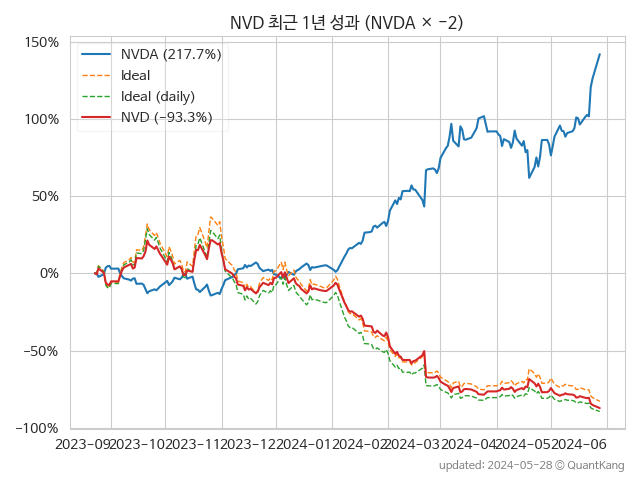 NVD 최근 1년 성과 (NVDA × −2)
150%
100%
50%
0%
−50%
−100%
NVDA (217.7%)
Ideal
Ideal (daily)
NVD (−93.3%)
2023-09 2023-10 2023-11 2023-12 2024-01 2024-02 2024-03 2024-04 2024-05 2024-06
updated: 2024-05-28 © QuantKang